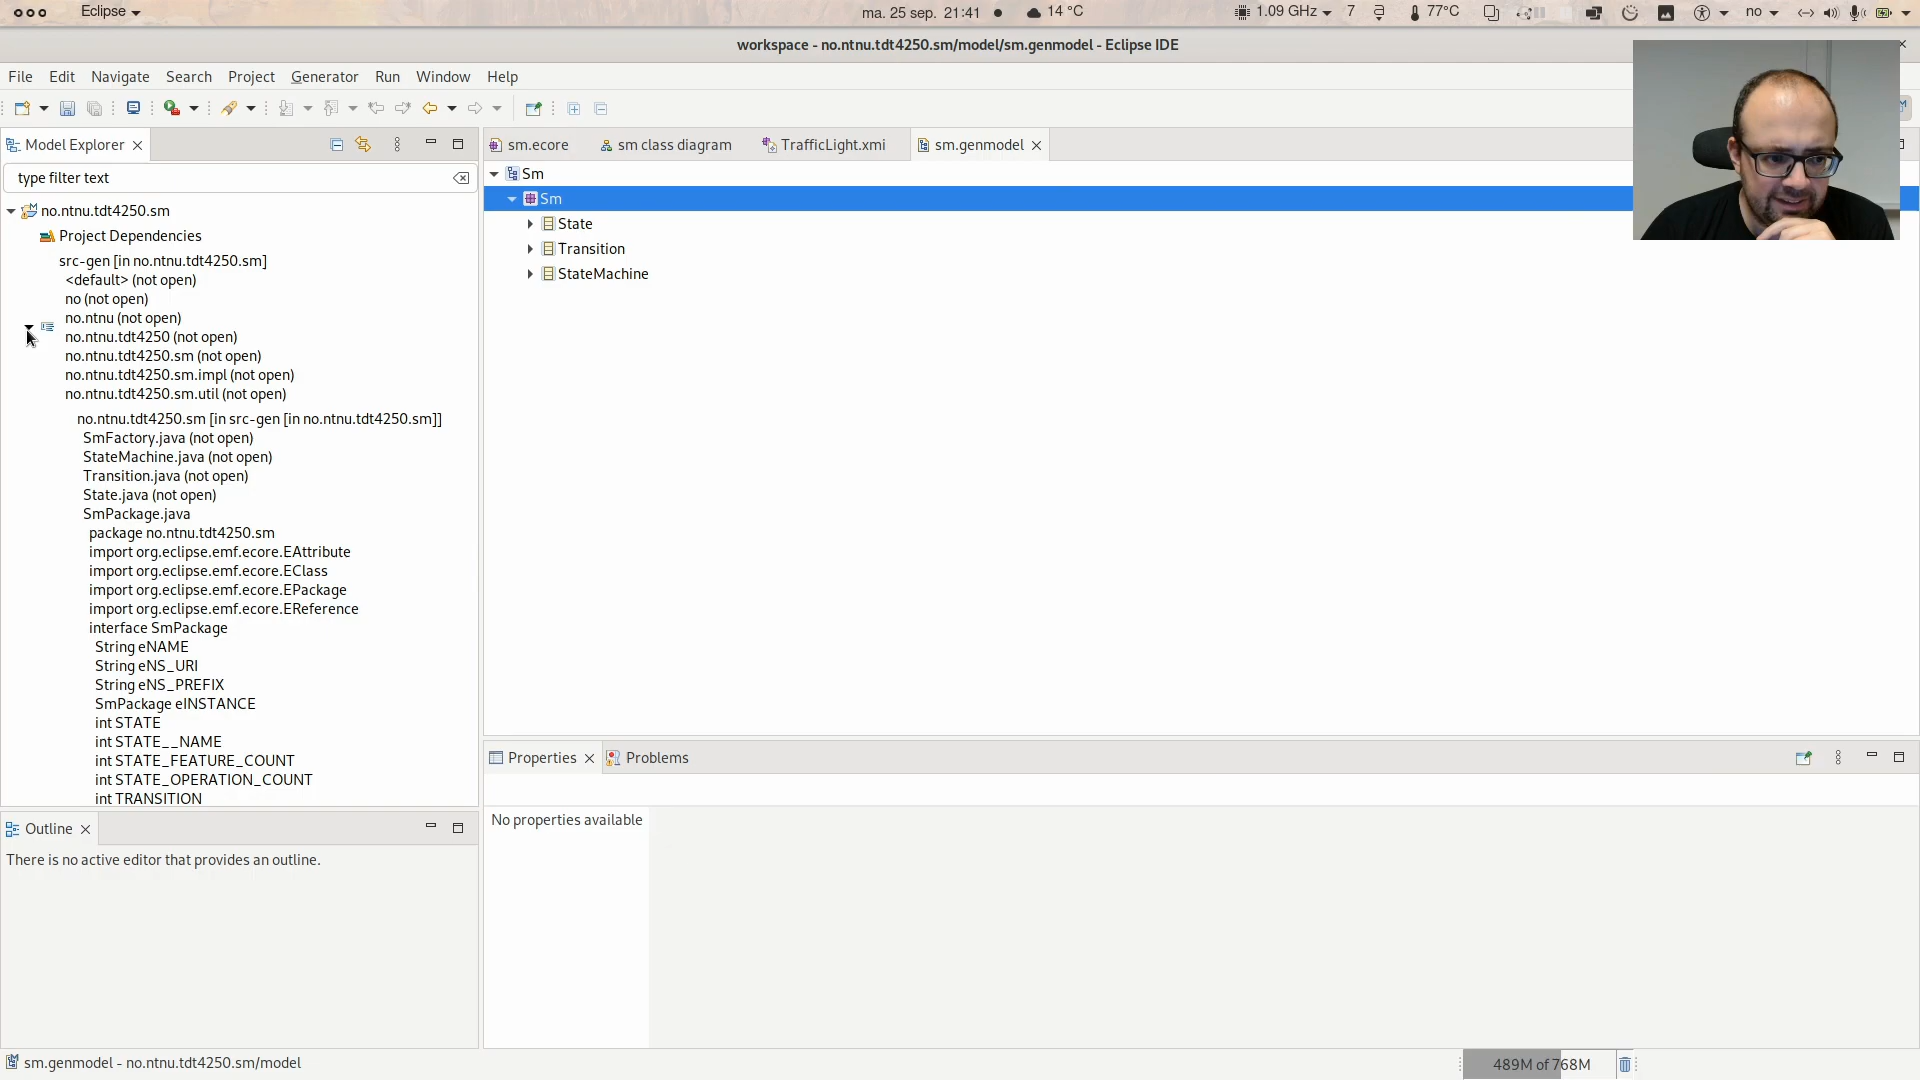 Eclipse
ma. 25 sep. 21:41
14 °C
1.09 GHz
7
77°C
no
workspace - no.ntnu.tdt4250.sm/model/sm.genmodel - Eclipse IDE
File Edit Navigate Search Project Generator Run Window Help
Model Explorer
sm.ecore
sm class diagram
TrafficLight.xmi
sm.genmodel
type filter text
no.ntnu.tdt4250.sm
Project Dependencies
src-gen [in no.ntnu.tdt4250.sm]
<default> (not open)
no (not open)
no.ntnu (not open)
no.ntnu.tdt4250 (not open)
no.ntnu.tdt4250.sm (not open)
no.ntnu.tdt4250.sm.impl (not open)
no.ntnu.tdt4250.sm.util (not open)
no.ntnu.tdt4250.sm [in src-gen [in no.ntnu.tdt4250.sm]]
SmFactory.java (not open)
StateMachine.java (not open)
Transition.java (not open)
State.java (not open)
SmPackage.java
package no.ntnu.tdt4250.sm
import org.eclipse.emf.ecore.EAttribute
import org.eclipse.emf.ecore.EClass
import org.eclipse.emf.ecore.EPackage
import org.eclipse.emf.ecore.EReference
interface SmPackage
String eNAME
String eNS_URI
String eNS_PREFIX
SmPackage eINSTANCE
int STATE
int STATE__NAME
int STATE_FEATURE_COUNT
int STATE_OPERATION_COUNT
int TRANSITION
Sm
Sm
State
Transition
StateMachine
Properties
Problems
No properties available
Outline
There is no active editor that provides an outline.
sm.genmodel - no.ntnu.tdt4250.sm/model
489M of 768M